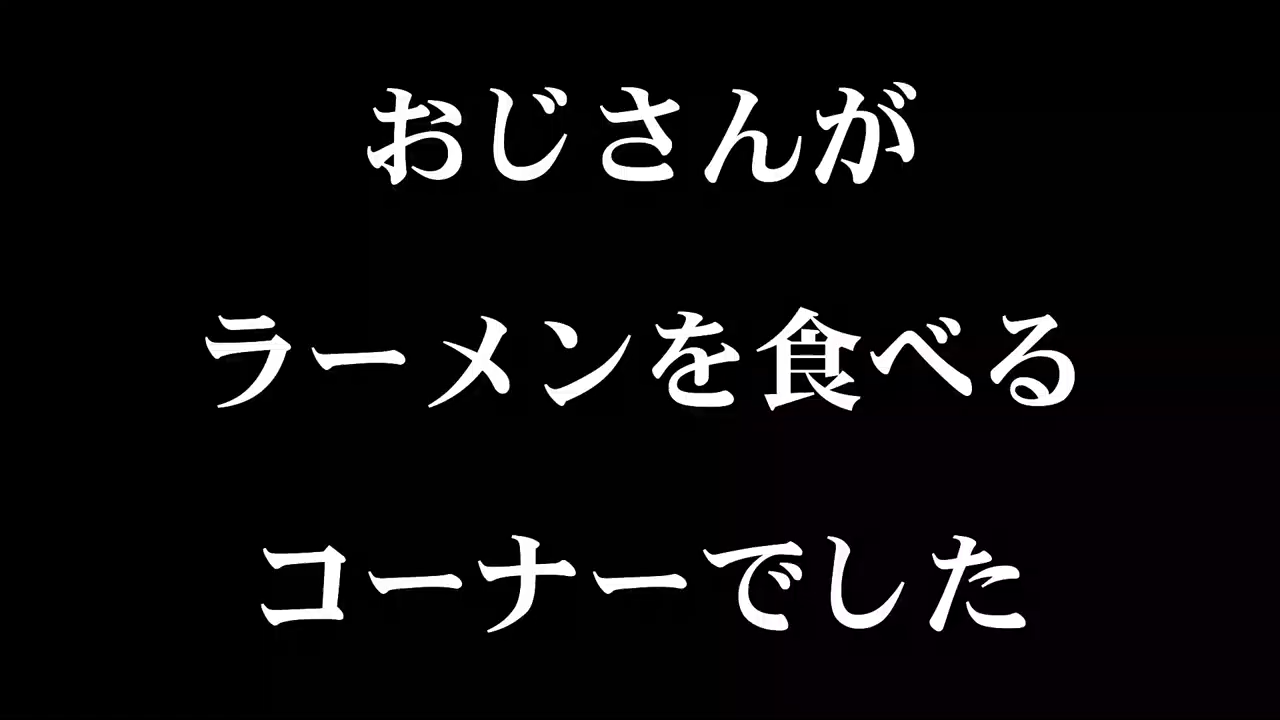 おじさんが
ラーメンを食べる
コーナーでした